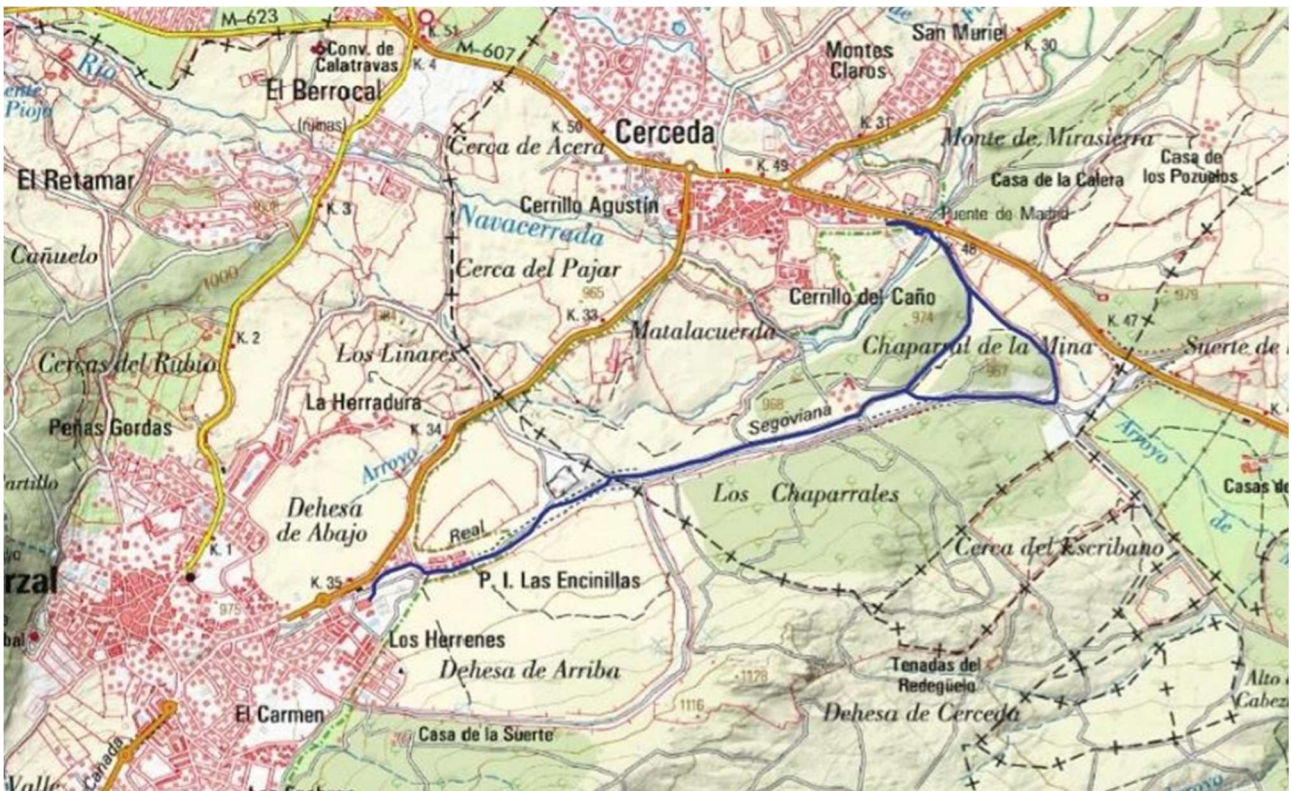 M-623
K. 51
San Muriel
K. 30
Conv. de
Calatravas
K. 4
M-607
Montes
Claros
Río
El Berrocal
(ruinas)
K. 50
Cerceda
K. 31
Cerca de Acera
Monte de Mirasierra
K. 49
Casa de
los Pozuelos
El Retamar
Casa de la Calera
K. 3
Cerrillo Agustín
Puente de Madrid
Navacerrada
Cañuelo
48
1000
Cerca del Pajar
965
Cerrillo del Caño
979
K. 33
974
K. 47
K. 2
Matalacuerda
Los Linares
Chaparral de la Mina
Suerte de
Cercas del Rubio
967
La Herradura
968
Segoviana
Peñas Gordas
K. 34
Arroyo
Arroyo
Los Chaparrales
Casas de
Dehesa
de Abajo
Real
de
K. 1
Cerca del Escribano
K. 35
P. I. Las Encinillas
rzal
975
Los Herrenes
Dehesa de Arriba
Tenadas del
Redegüelo
1128
1116
Alto
Cabez
El Carmen
Dehesa de Cerceda
Casa de la Suerte
Cañada
Valle
Arroyo